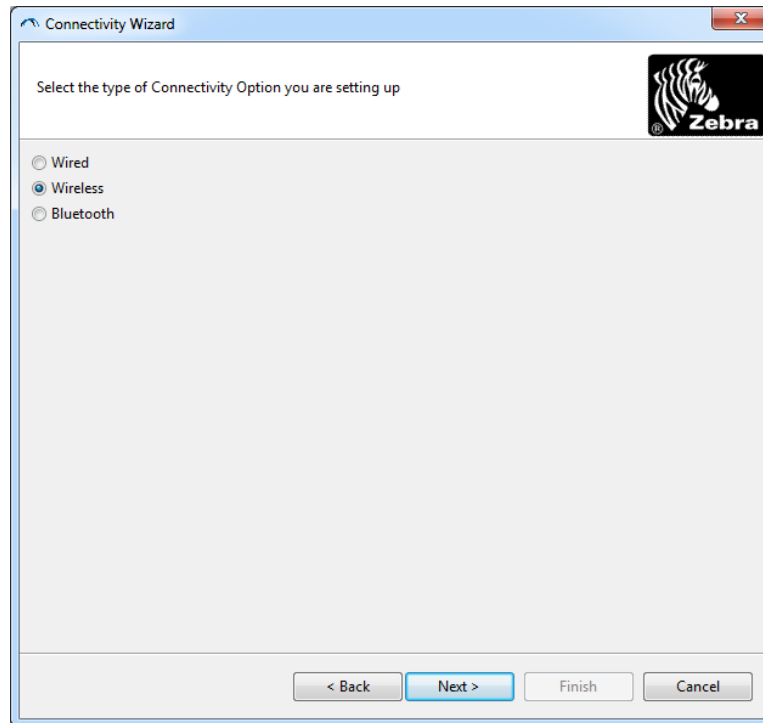 Connectivity Wizard
Select the type of Connectivity Option you are setting up
® Zebra
Wired
Wireless
Bluetooth
< Back Next > Finish Cancel